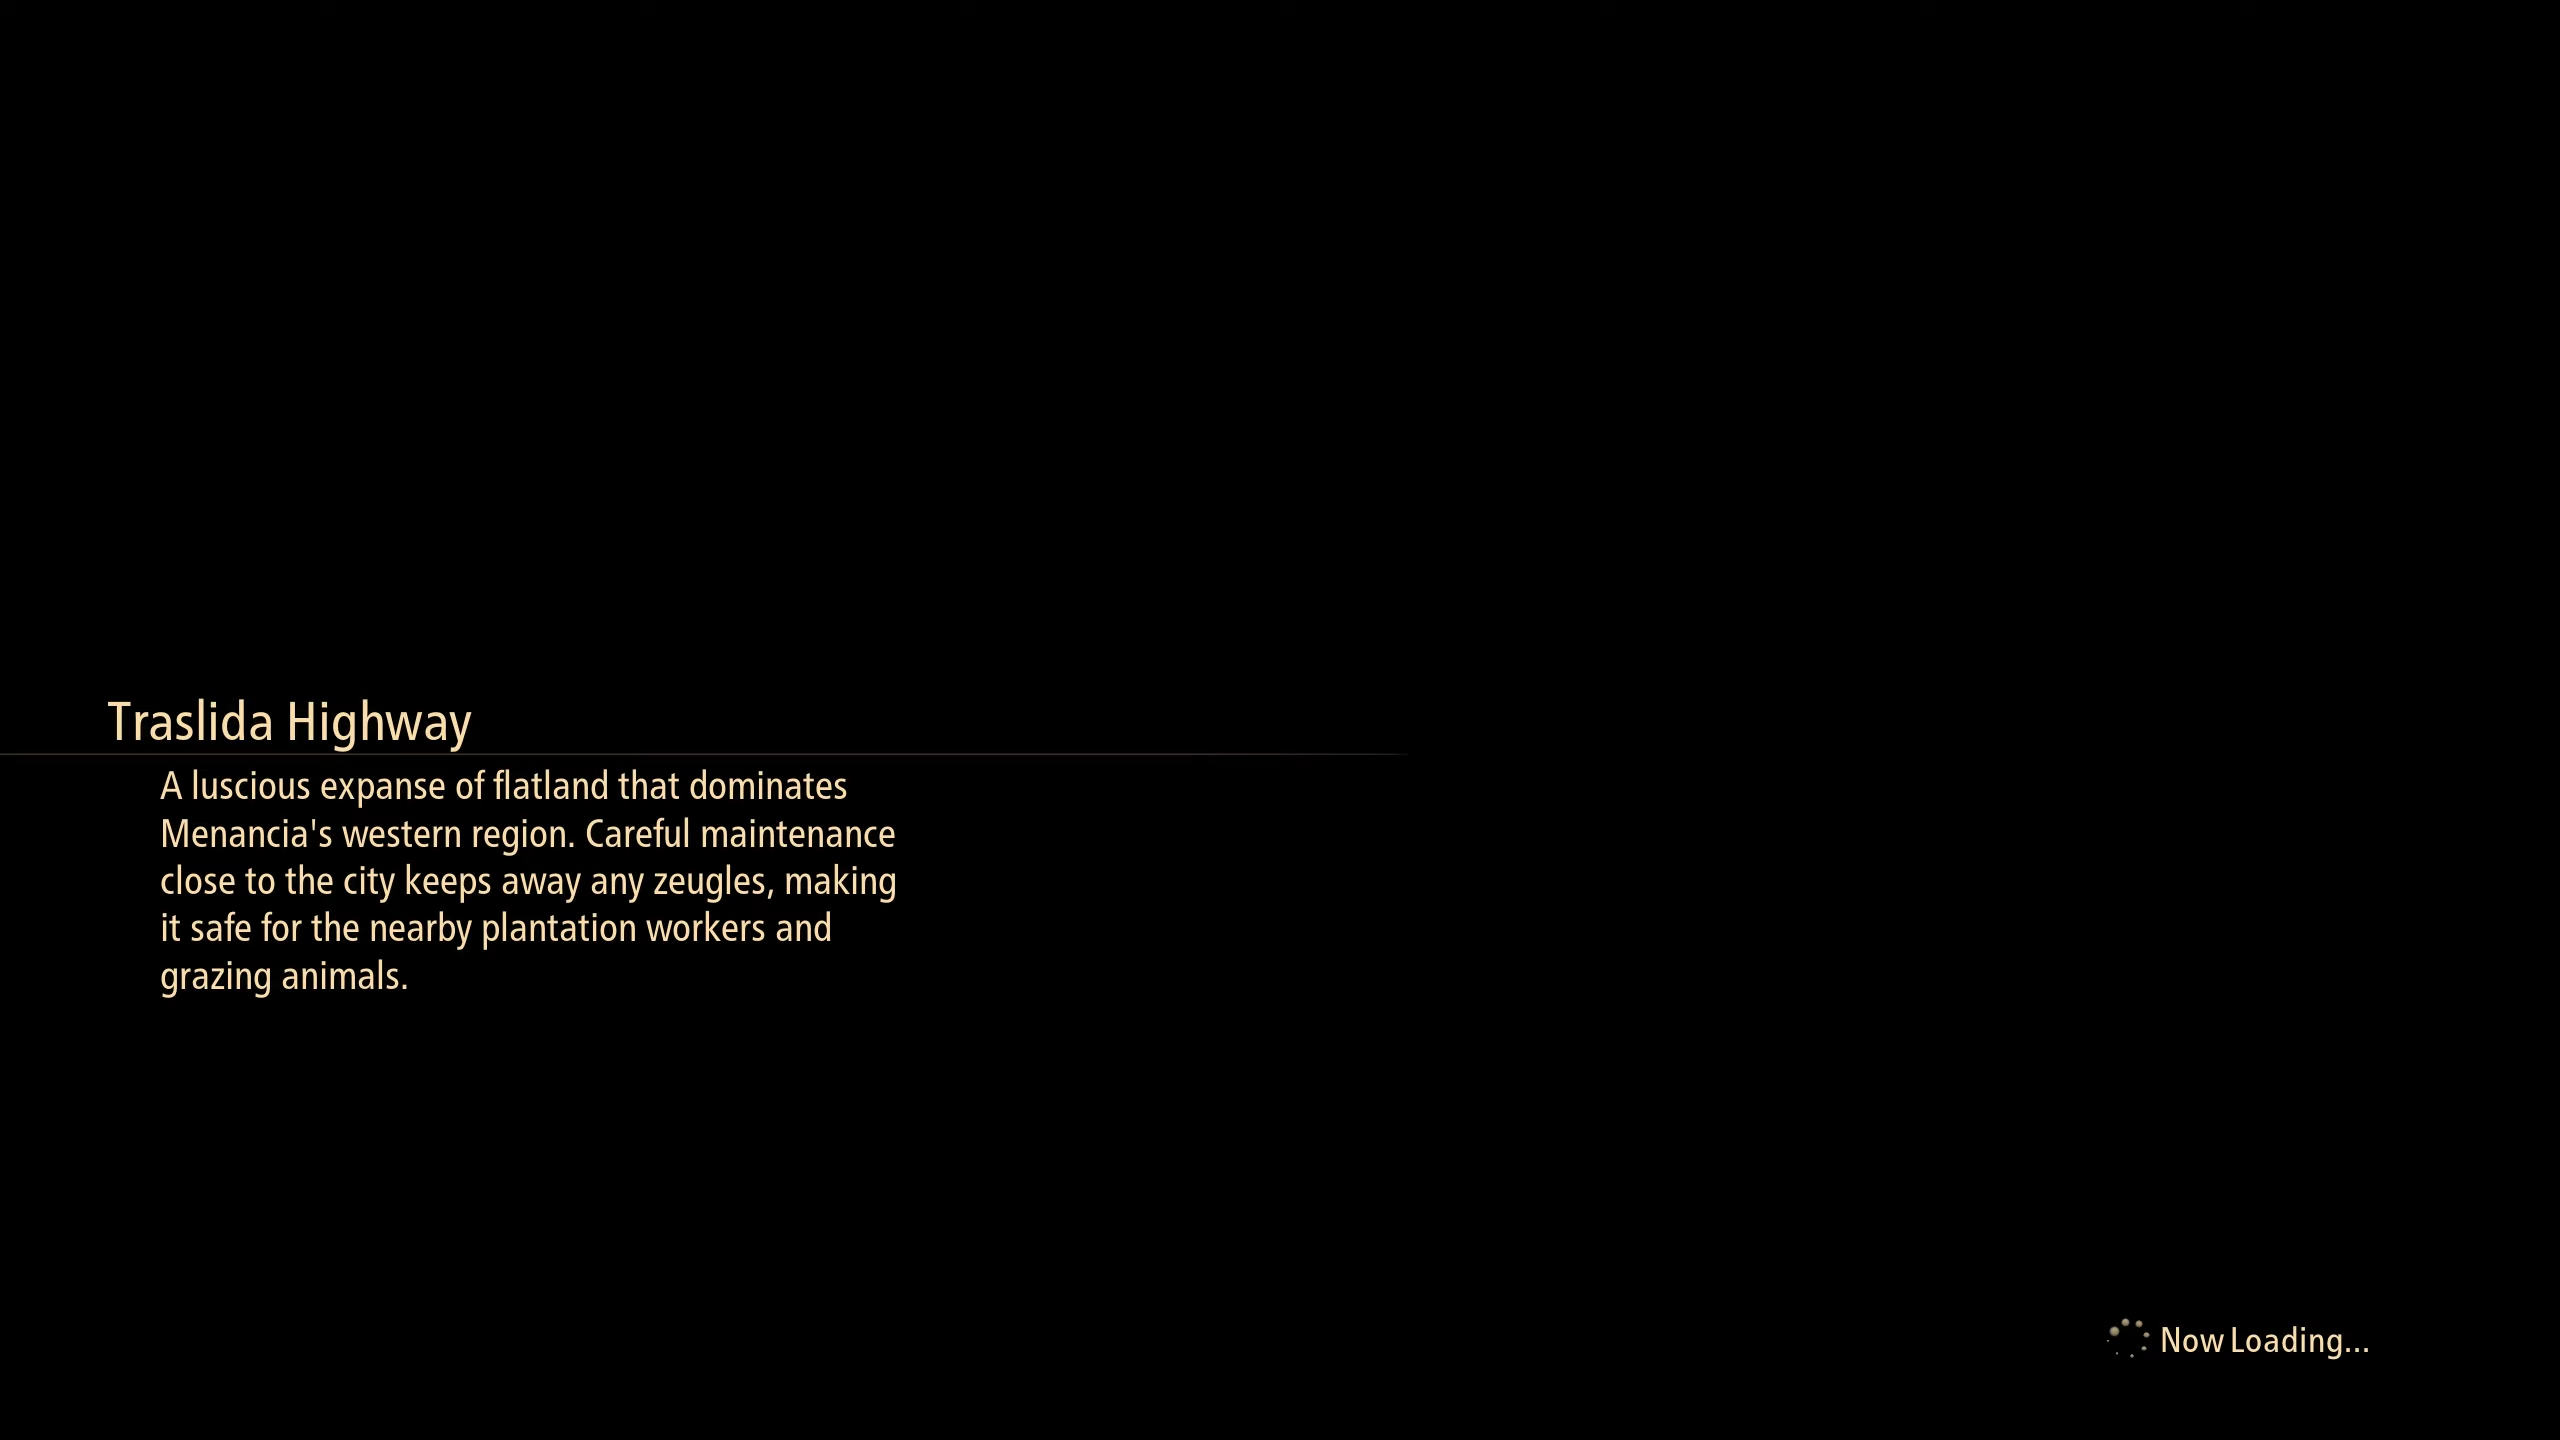 Traslida Highway
A luscious expanse of flatland that dominates
Menancia's western region. Careful maintenance
close to the city keeps away any zeugles, making
it safe for the nearby plantation workers and
grazing animals.
Now Loading...